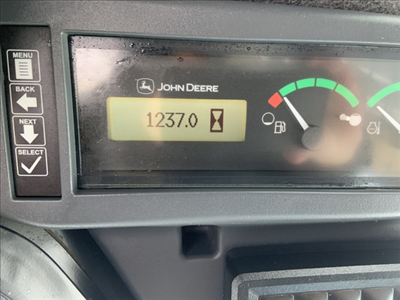 MENU
BACK
NEXT
SELECT
JOHN DEERE
1237.0